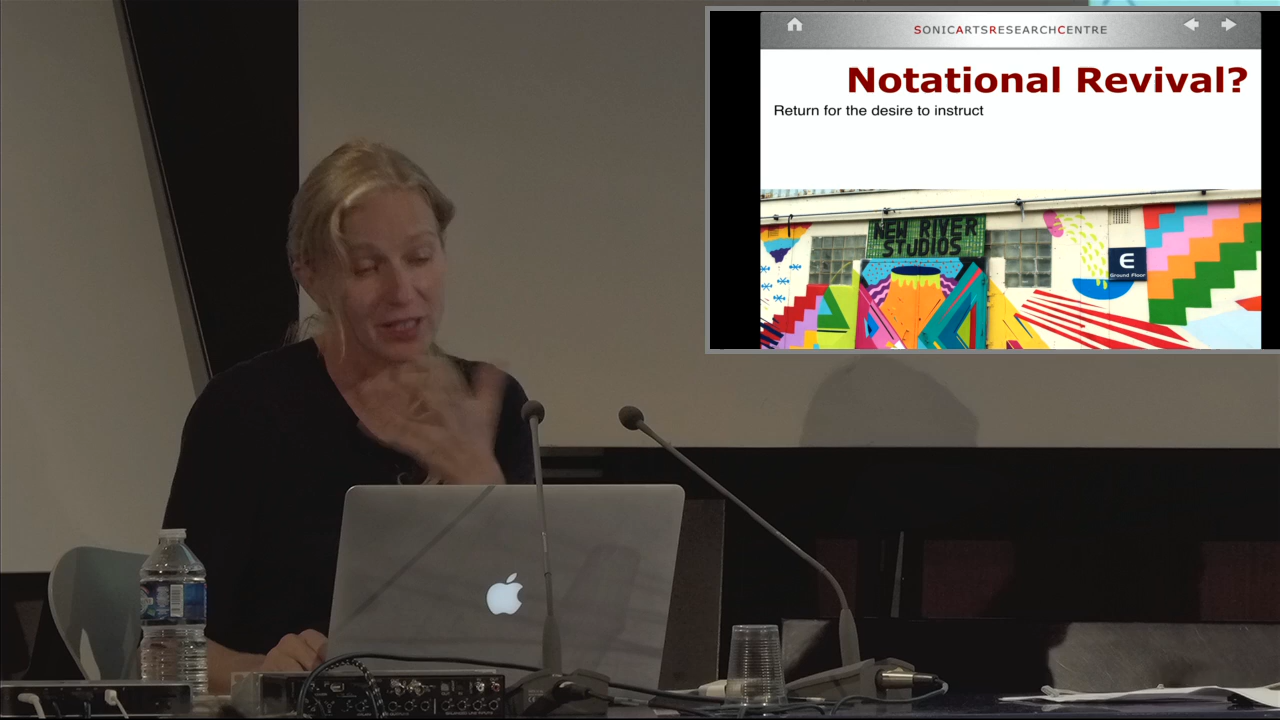 SONICARTSRESEARCHCENTRE
Notational Revival?
Return for the desire to instruct
NEW RIVER
STUDIOS
E
Ground Floor